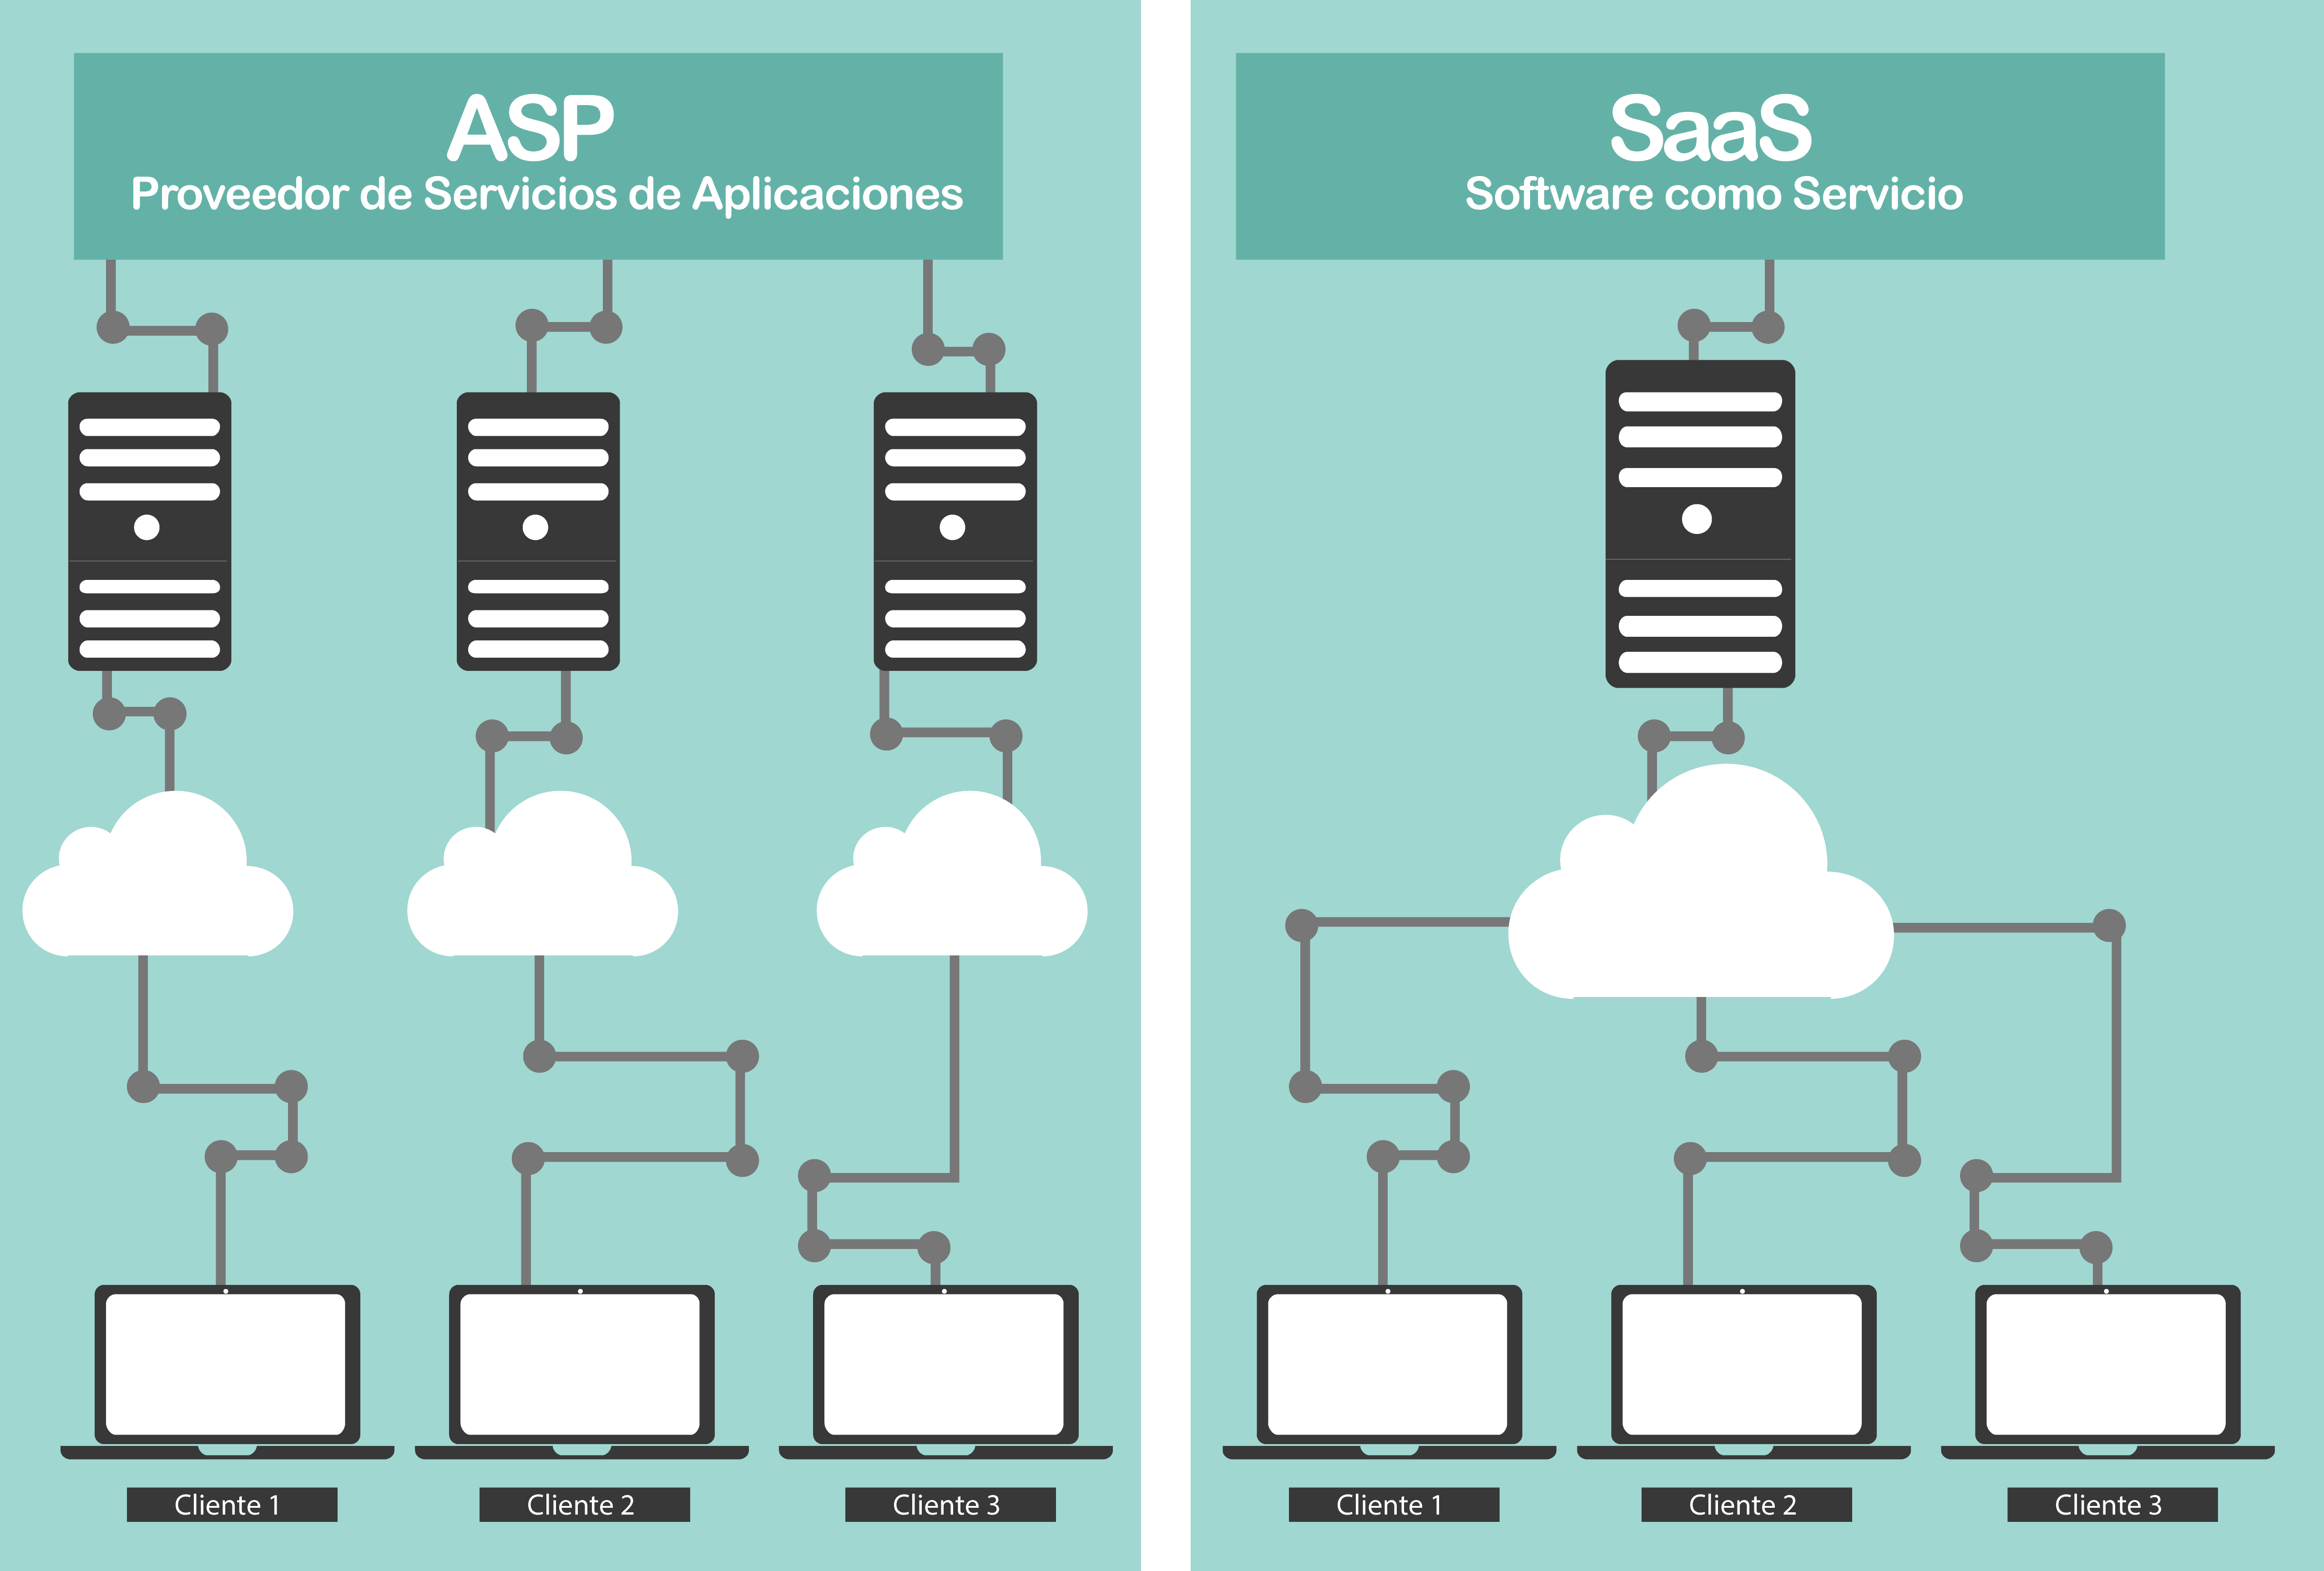 ASP
Proveedor de Servicios de Aplicaciones
Cliente 1
Cliente 2
Cliente 3
SaaS
Software como Servicio
Cliente 1
Cliente 2
Cliente 3